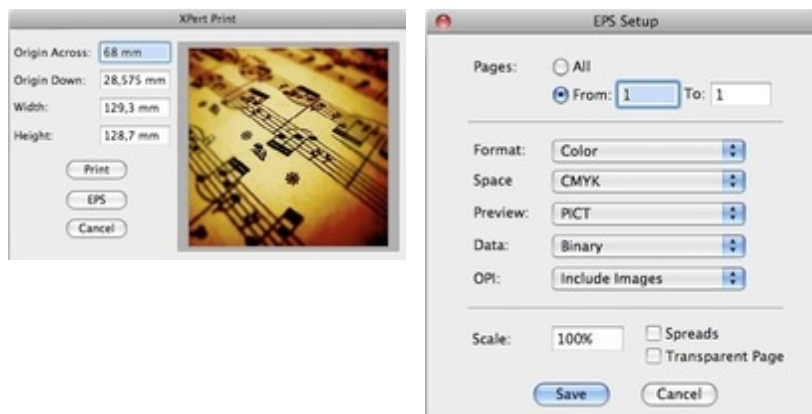 XPert Print
Origin Across: 68 mm
Origin Down: 28,575 mm
Width: 129,3 mm
Height: 128,7 mm
Print
EPS
Cancel
EPS Setup
Pages: All
From: 1 To: 1
Format: Color
Space CMYK
Preview: PICT
Data: Binary
OPI: Include Images
Scale: 100% Spreads
Transparent Page
Save Cancel